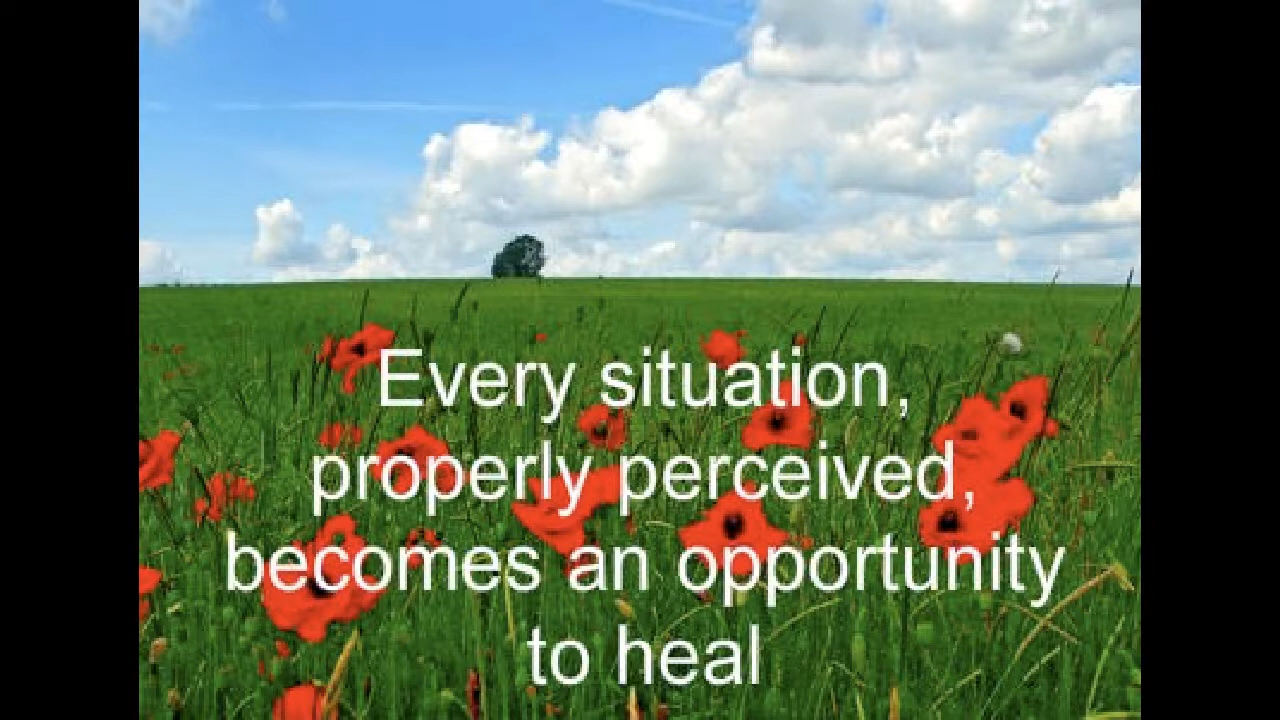 Every situation,
properly perceived,
becomes an opportunity
to heal